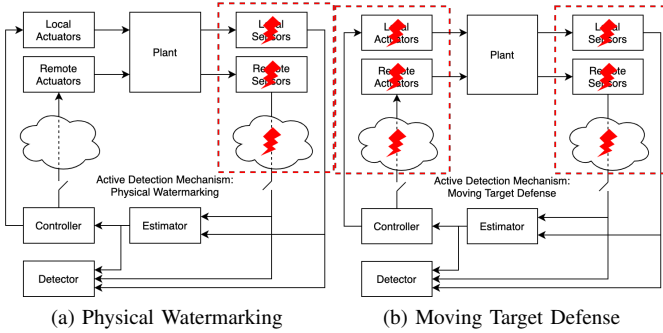 Local
Actuators
Remote
Actuators
Plant
Local
Sensors
Remote
Sensors
Active Detection Mechanism:
Physical Watermarking
Controller
Estimator
Detector
(a) Physical Watermarking
Local
Actuators
Remote
Actuators
Plant
Local
Sensors
Remote
Sensors
Active Detection Mechanism:
Moving Target Defense
Controller
Estimator
Detector
(b) Moving Target Defense